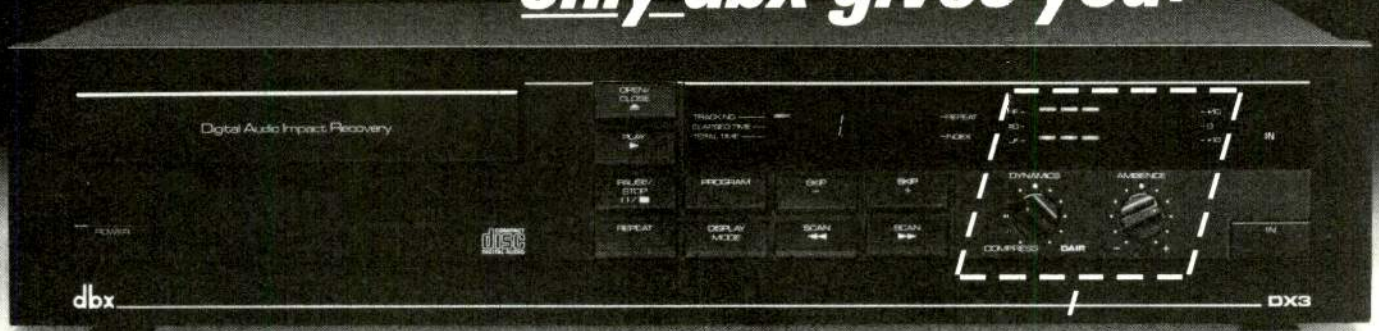 only dbx gives you:
Digital Audio Impact Recovery
POWER
COMPACT
disc
DIGITAL AUDIO
OPEN/
CLOSE
PLAY
PAUSE/
STOP
REPEAT
PROGRAM
DISPLAY
MODE
SKIP
−
SCAN
SKIP
+
SCAN
TRACK NO.
ELAPSED TIME
TOTAL TIME
REPEAT
INDEX
+10
0
+10
IN
DYNAMICS
COMPRESS DAIR
AMBIENCE
− +
IN
dbx
DX3